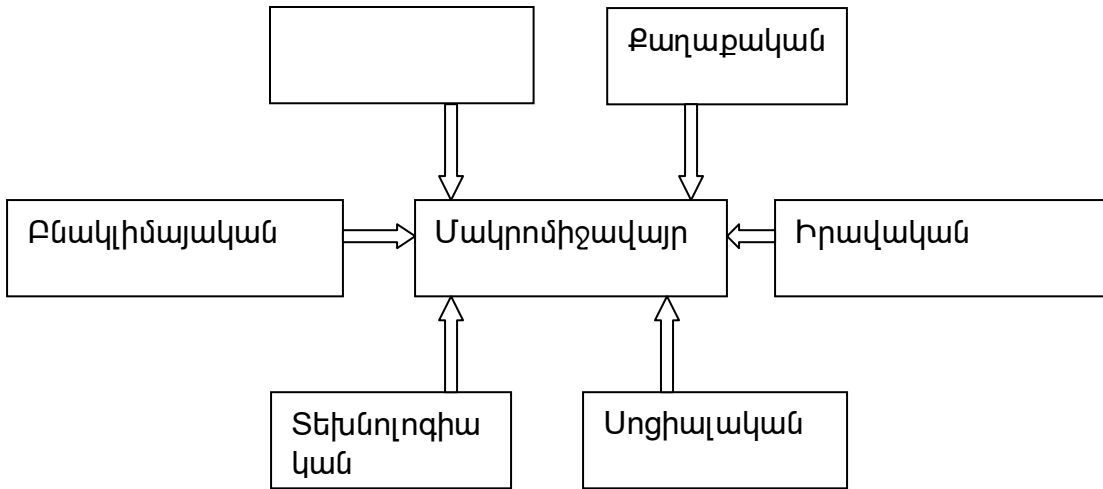 Քաղաքական
Բնակլիմայական
Մակրոմիջավայր
Իրավական
Տեխնոլոգիա
կան
Սոցիալական